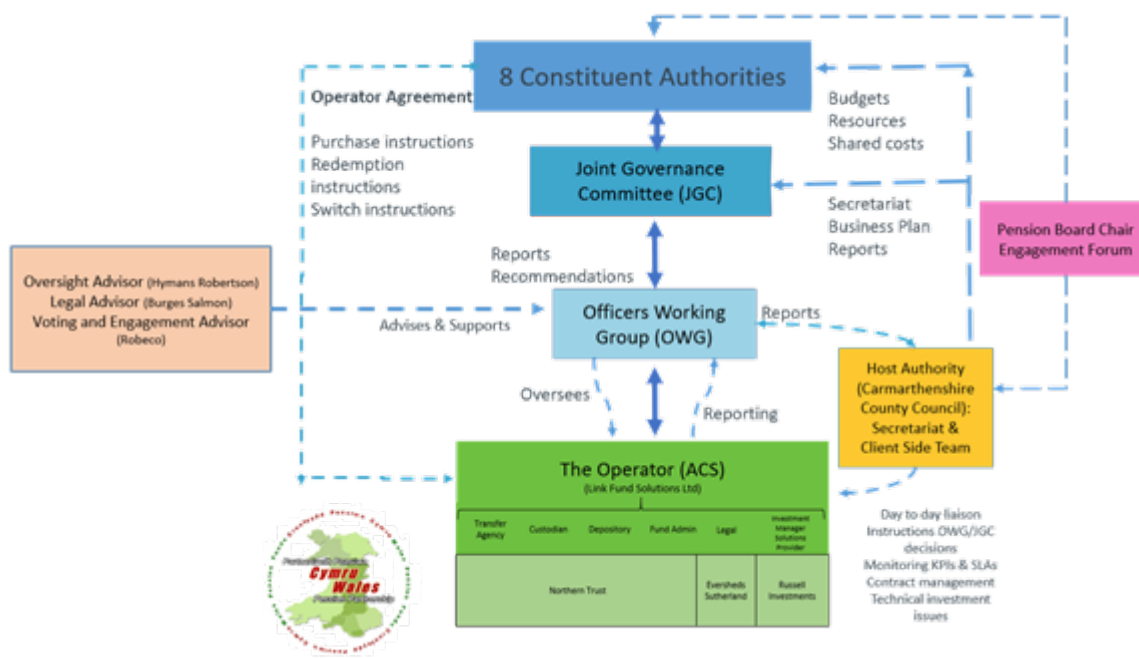 8 Constituent Authorities
Operator Agreement
Purchase instructions
Redemption
instructions
Switch instructions
Budgets
Resources
Shared costs
Joint Governance
Committee (JGC)
Secretariat
Business Plan
Reports
Pension Board Chair
Engagement Forum
Reports
Recommendations
Oversight Advisor (Hymans Robertson)
Legal Advisor (Burges Salmon)
Voting and Engagement Advisor
(Robeco)
Advises & Supports
Officers Working
Group (OWG)
Reports
Host Authority
(Carmarthenshire
County Council):
Secretariat &
Client Side Team
Oversees
Reporting
The Operator (ACS)
(Link Fund Solutions Ltd)
Transfer
Agency
Custodian
Depository
Fund Admin
Legal
Investment
Manager
Solutions
Provider
Northern Trust
Eversheds
Sutherland
Russell
Investments
Day to day liaison
Instructions OWG/JGC
decisions
Monitoring KPIs & SLAs
Contract management
Technical investment
issues
Cymru
Wales